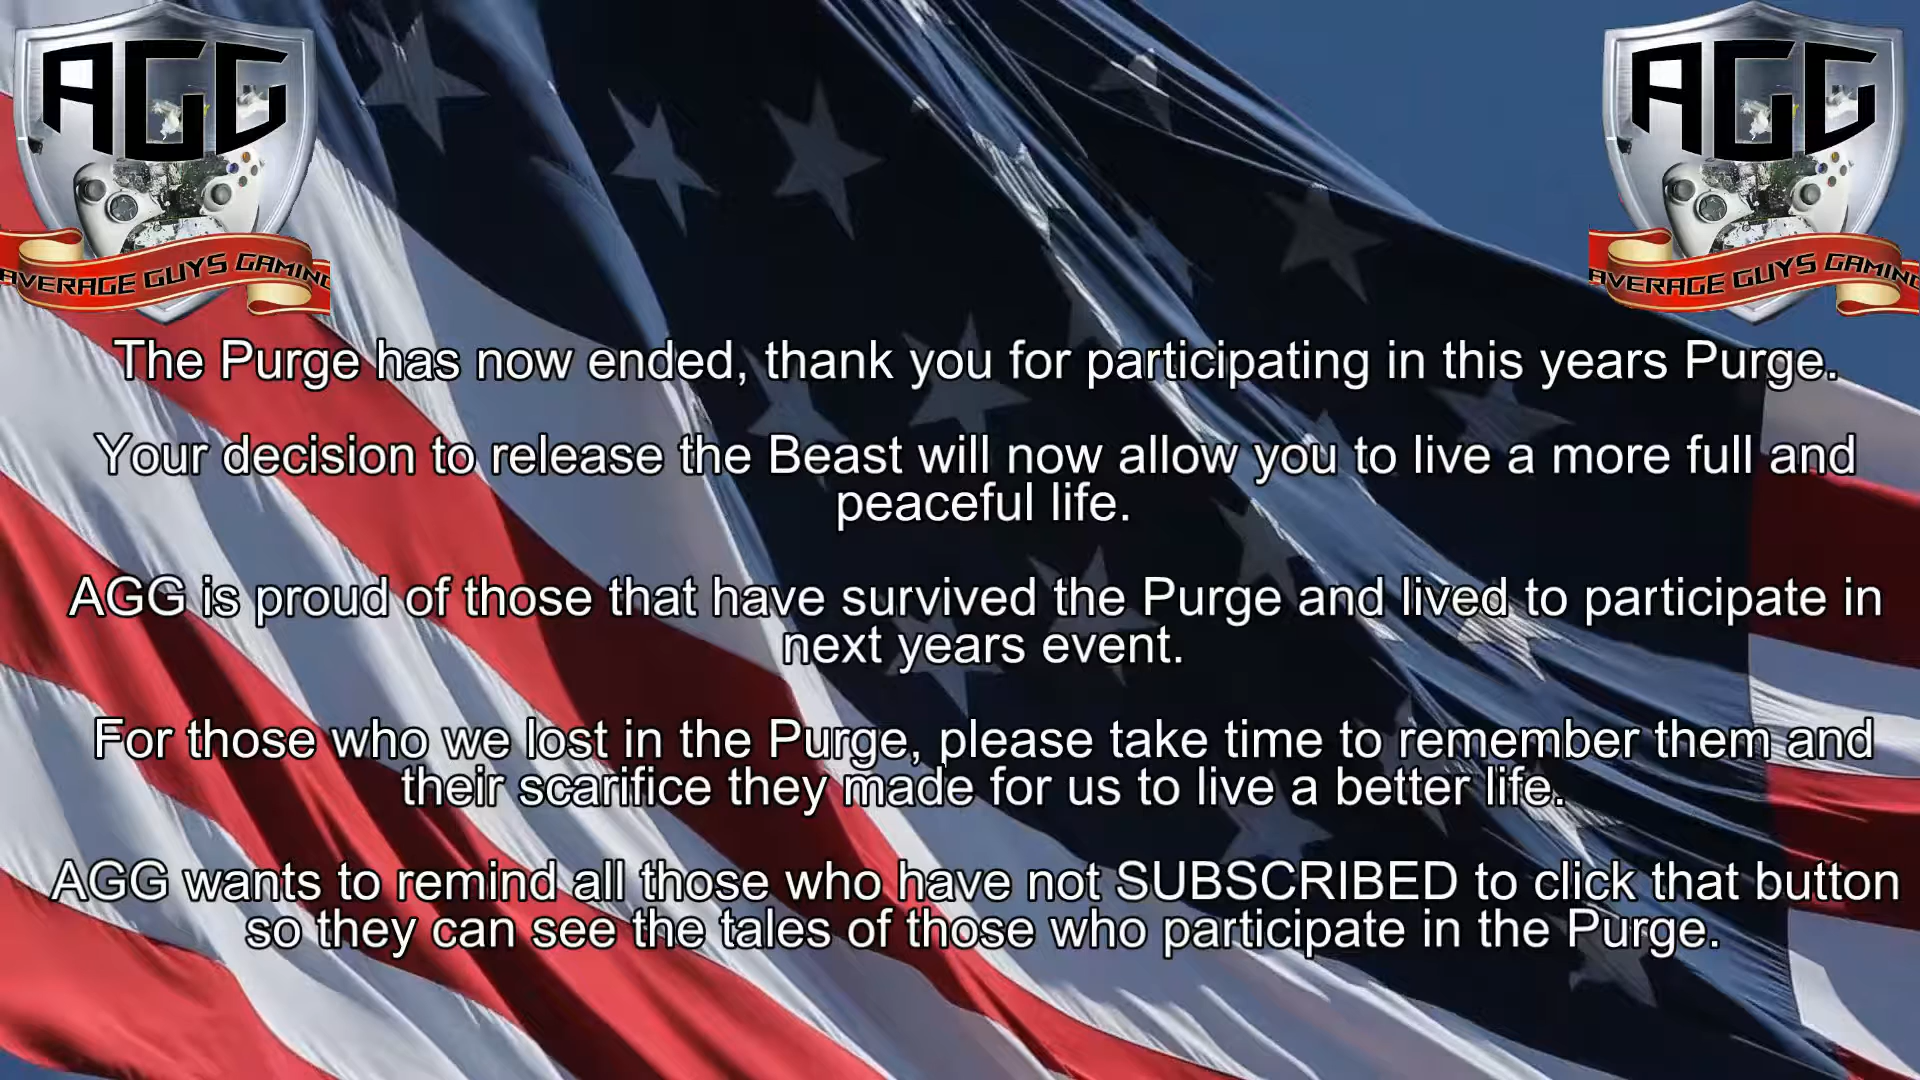 AGG
AVERAGE GUYS GAMING
AGG
AVERAGE GUYS GAMING
The Purge has now ended, thank you for participating in this years Purge.
Your decision to release the Beast will now allow you to live a more full and
peaceful life.
AGG is proud of those that have survived the Purge and lived to participate in
next years event.
For those who we lost in the Purge, please take time to remember them and
their scarifice they made for us to live a better life.
AGG wants to remind all those who have not SUBSCRIBED to click that button
so they can see the tales of those who participate in the Purge.